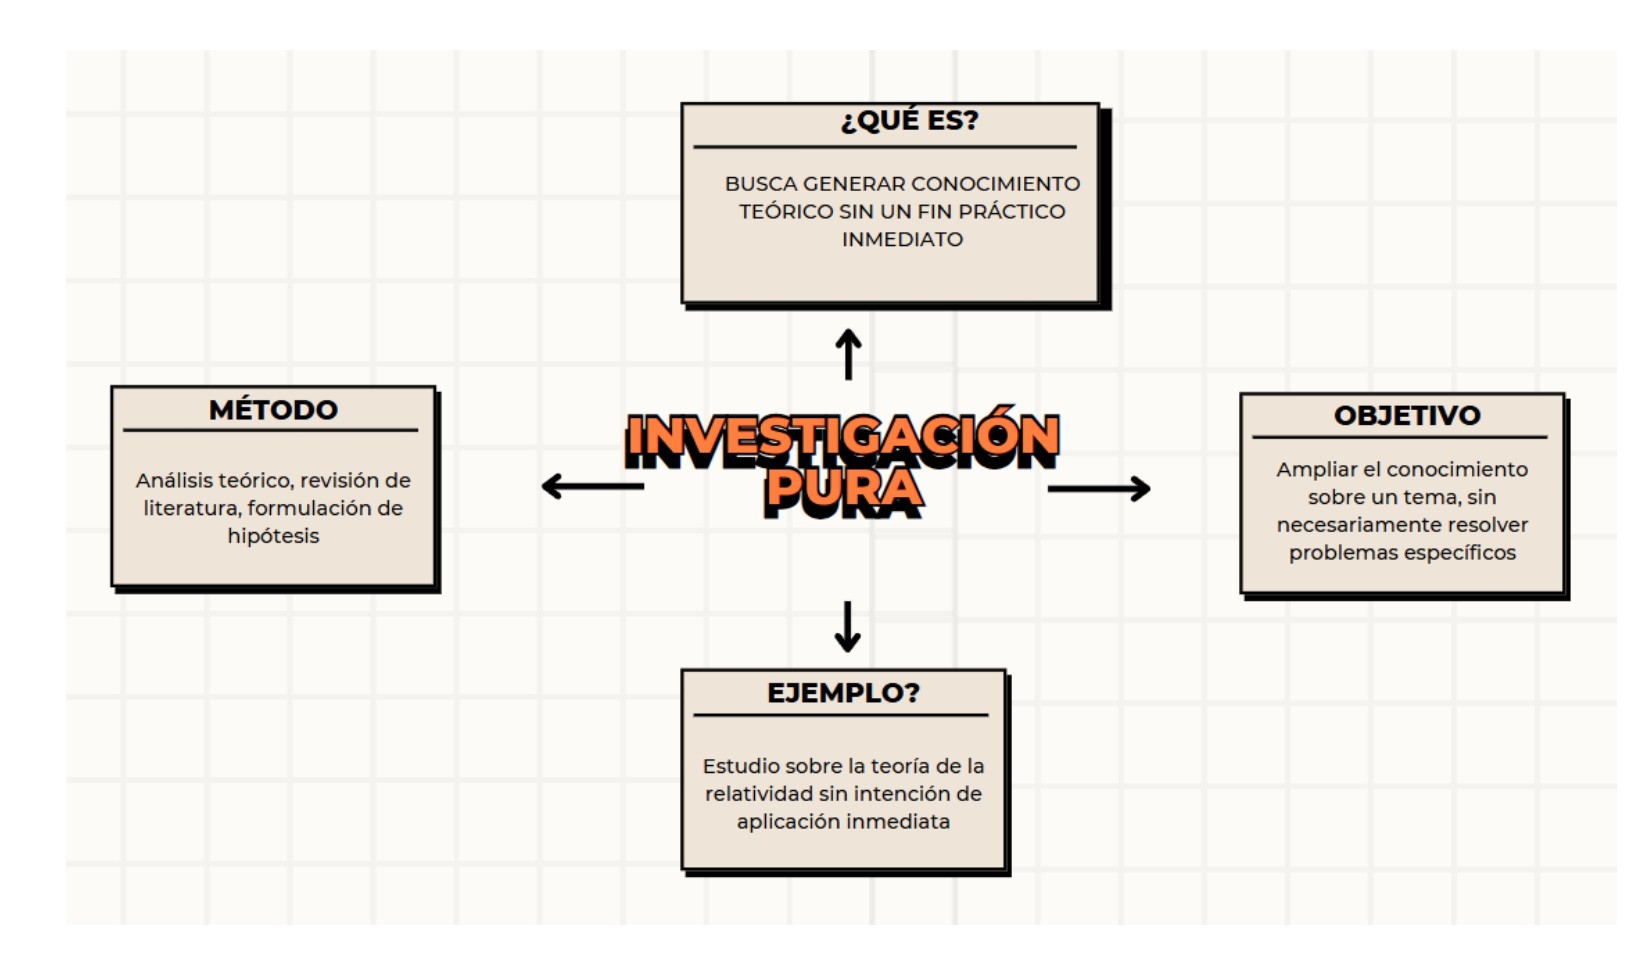 ¿QUÉ ES?
BUSCA GENERAR CONOCIMIENTO
TEÓRICO SIN UN FIN PRÁCTICO
INMEDIATO
MÉTODO
Análisis teórico, revisión de
literatura, formulación de
hipótesis
INVESTIGACIÓN
PURA
OBJETIVO
Ampliar el conocimiento
sobre un tema, sin
necesariamente resolver
problemas específicos
EJEMPLO?
Estudio sobre la teoría de la
relatividad sin intención de
aplicación inmediata